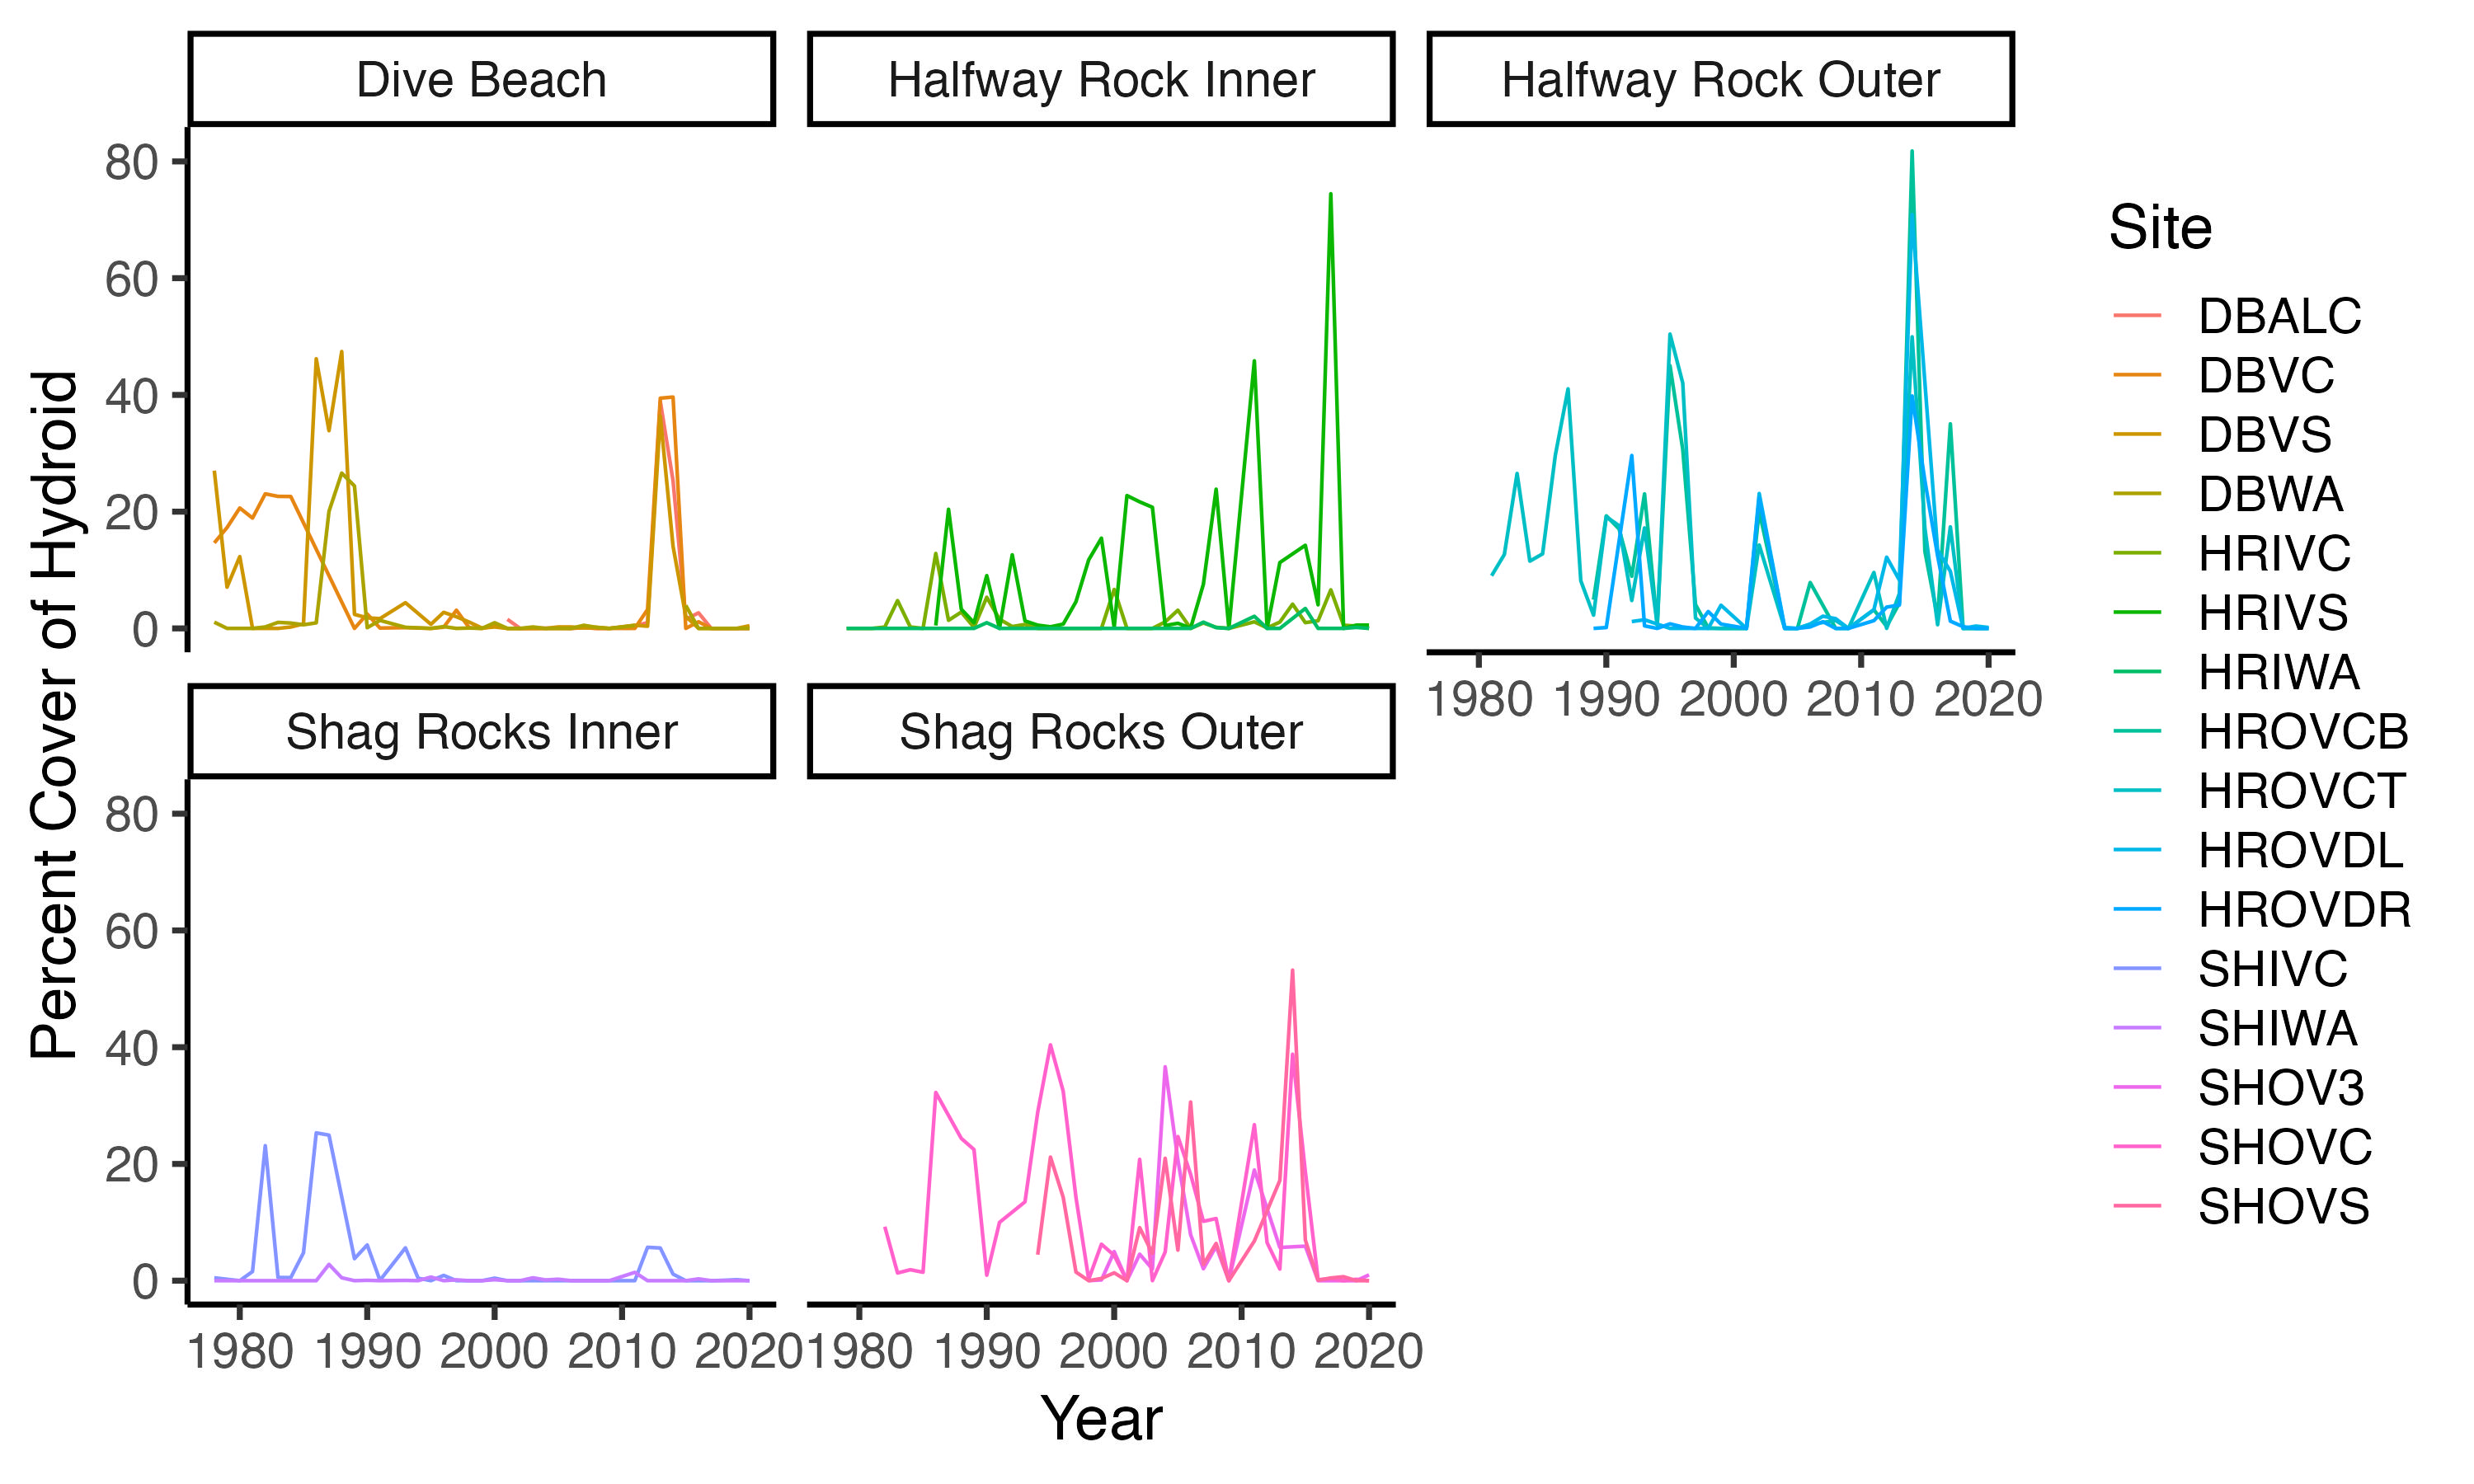 Dive Beach
Halfway Rock Inner
Halfway Rock Outer
80
60
40
20
0
1980 1990 2000 2010 2020
Shag Rocks Inner
Shag Rocks Outer
80
60
40
20
0
1980 1990 2000 2010 2020
1980 1990 2000 2010 2020
Year
Percent Cover of Hydroid
Site
DBALC
DBVC
DBVS
DBWA
HRIVC
HRIVS
HRIWA
HROVCB
HROVCT
HROVDL
HROVDR
SHIVC
SHIWA
SHOV3
SHOVC
SHOVS